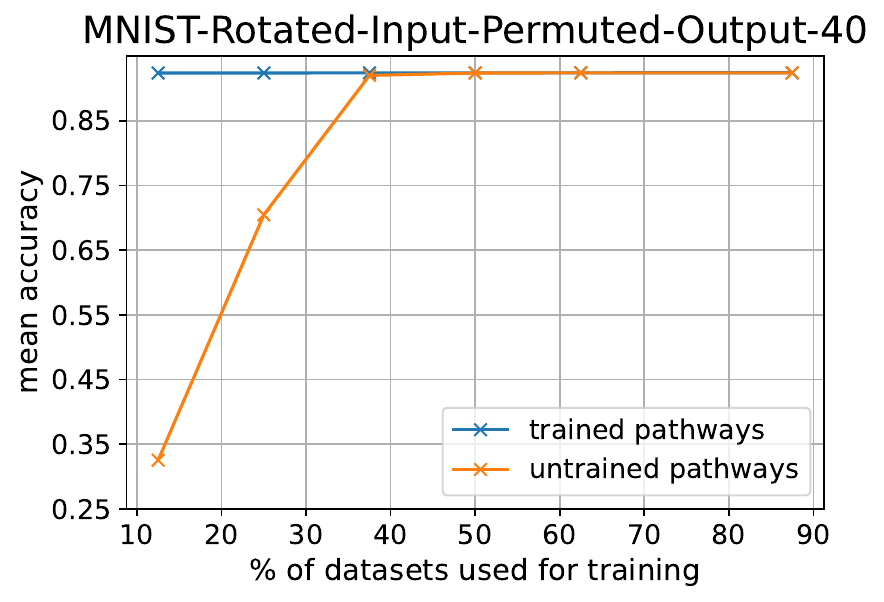 MNIST-Rotated-Input-Permuted-Output-40
mean accuracy
0.85
0.75
0.65
0.55
0.45
0.35
0.25
trained pathways
untrained pathways
10 20 30 40 50 60 70 80 90
% of datasets used for training